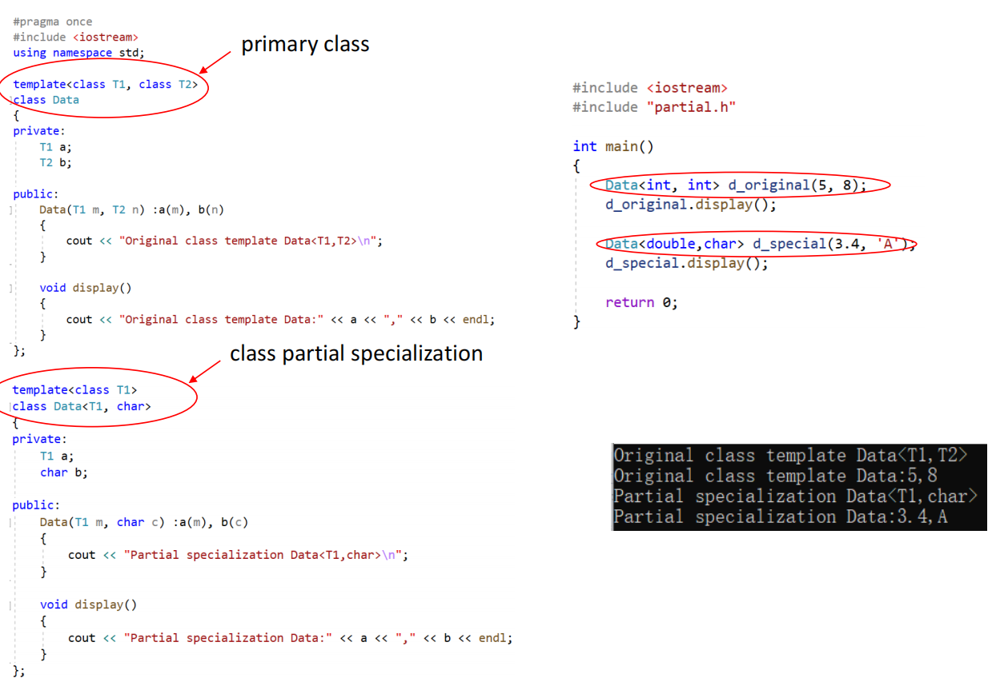 #pragma once
#include <iostream>
using namespace std;
primary class
template<class T1, class T2>
class Data
{
private:
    T1 a;
    T2 b;
public:
    Data(T1 m, T2 n) :a(m), b(n)
    {
        cout << "Original class template Data<T1,T2>\n";
    }
    void display()
    {
        cout << "Original class template Data:" << a << "," << b << endl;
    }
};
class partial specialization
template<class T1>
class Data<T1, char>
{
private:
    T1 a;
    char b;
public:
    Data(T1 m, char c) :a(m), b(c)
    {
        cout << "Partial specialization Data<T1,char>\n";
    }
    void display()
    {
        cout << "Partial specialization Data:" << a << "," << b << endl;
    }
};
#include <iostream>
#include "partial.h"
int main()
{
    Data<int, int> d_original(5, 8);
    d_original.display();
    Data<double,char> d_special(3.4, 'A');
    d_special.display();
    return 0;
}
Original class template Data<T1,T2>
Original class template Data:5,8
Partial specialization Data<T1,char>
Partial specialization Data:3.4,A